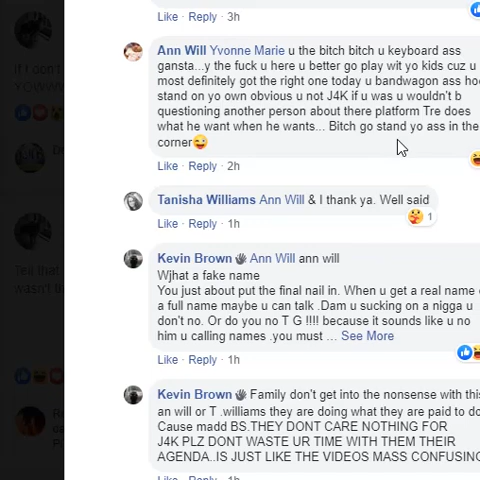 Like · Reply · 3h
Ann Will Yvonne Marie u the bitch bitch u keyboard ass
gansta...y the fuck u here u better go play wit yo kids cuz u
most definitely got the right one today u bandwagon ass ho
stand on yo own obvious u not J4K if u was u wouldn't b
questioning another person about there platform Tre does
what he want when he wants... Bitch go stand yo ass in the
corner😜
Like · Reply · 2h
Tanisha Williams Ann Will & I thank ya. Well said
1
Like · Reply · 1h
Kevin Brown 👋🏿 Ann Will ann will
Wjhat a fake name
You just about put the final nail in. When u get a real name
a full name maybe u can talk .Dam u sucking on a nigga u
don't no. Or do you no T G !!!! because it sounds like u no
him u calling names .you must ... See More
Like · Reply · 1h
Kevin Brown 👋🏿 Family don't get into the nonsense with this
an will or T .williams they are doing what they are paid to do
Cause madd BS.THEY DONT CARE NOTHING FOR
J4K PLZ DONT WASTE UR TIME WITH THEM THEIR
AGENDA..IS JUST LIKE THE VIDEOS MASS CONFUSING